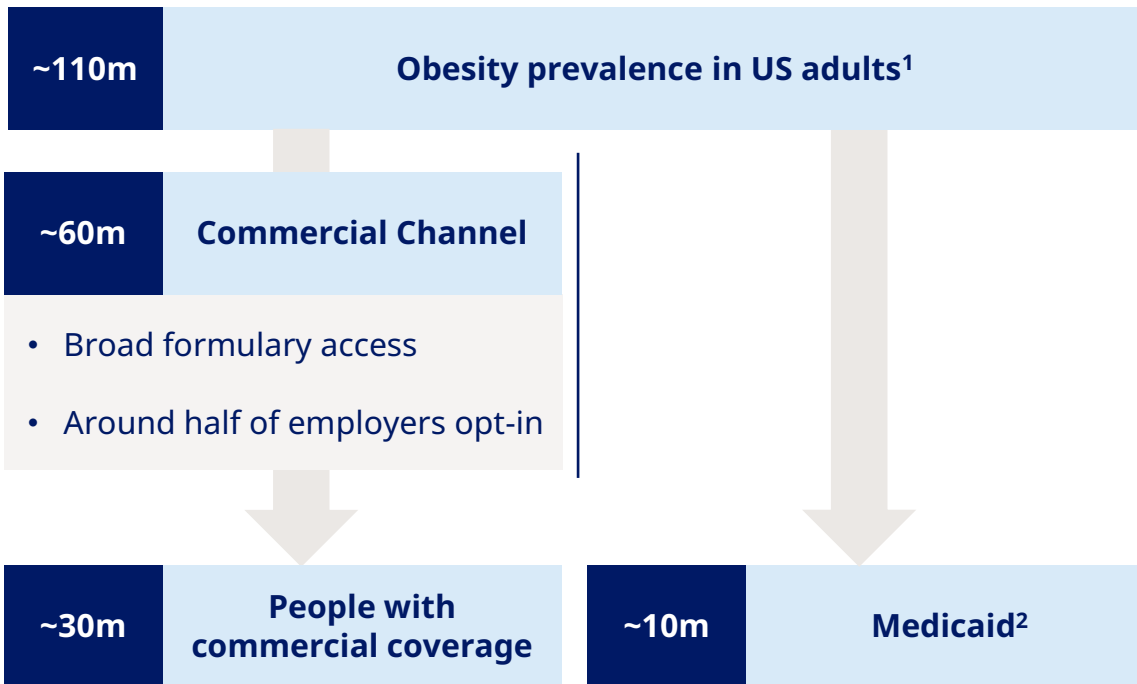 ~110m
Obesity prevalence in US adults¹
~60m
Commercial Channel
• Broad formulary access
• Around half of employers opt-in
~30m
People with
commercial coverage
~10m
Medicaid²